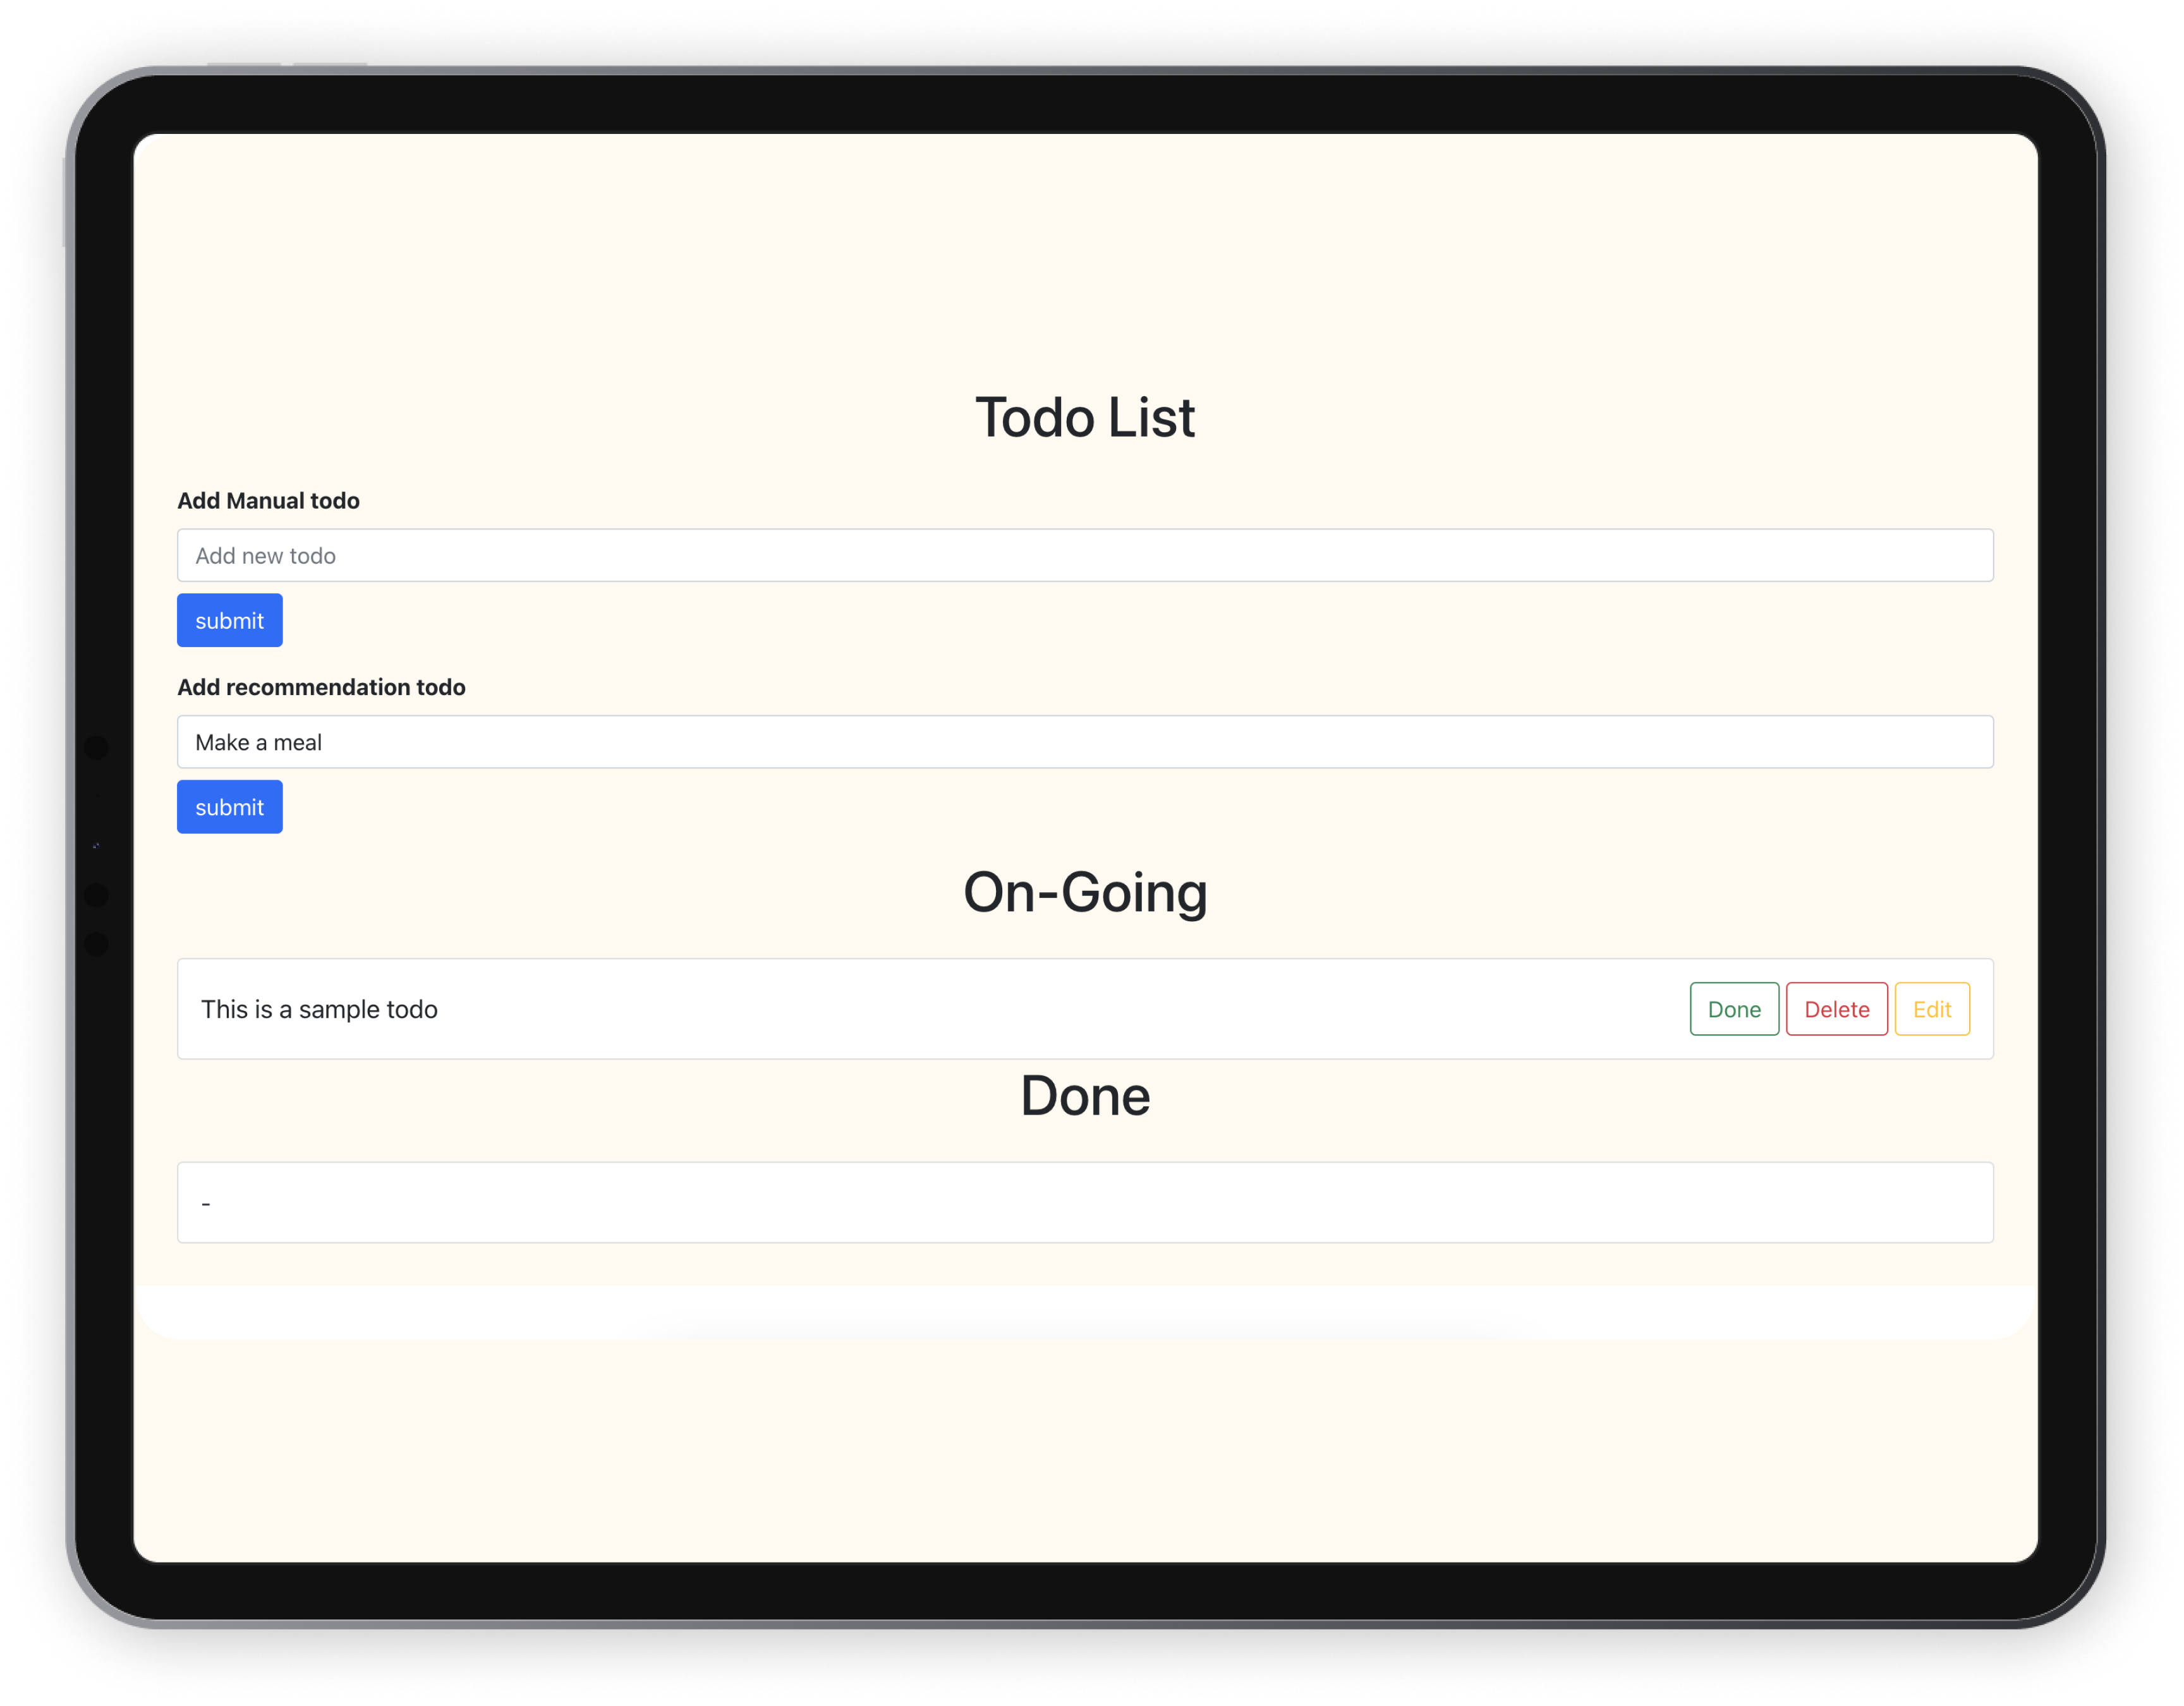 Todo List
Add Manual todo
Add new todo
submit
Add recommendation todo
Make a meal
submit
On-Going
This is a sample todo Done Delete Edit
Done
-